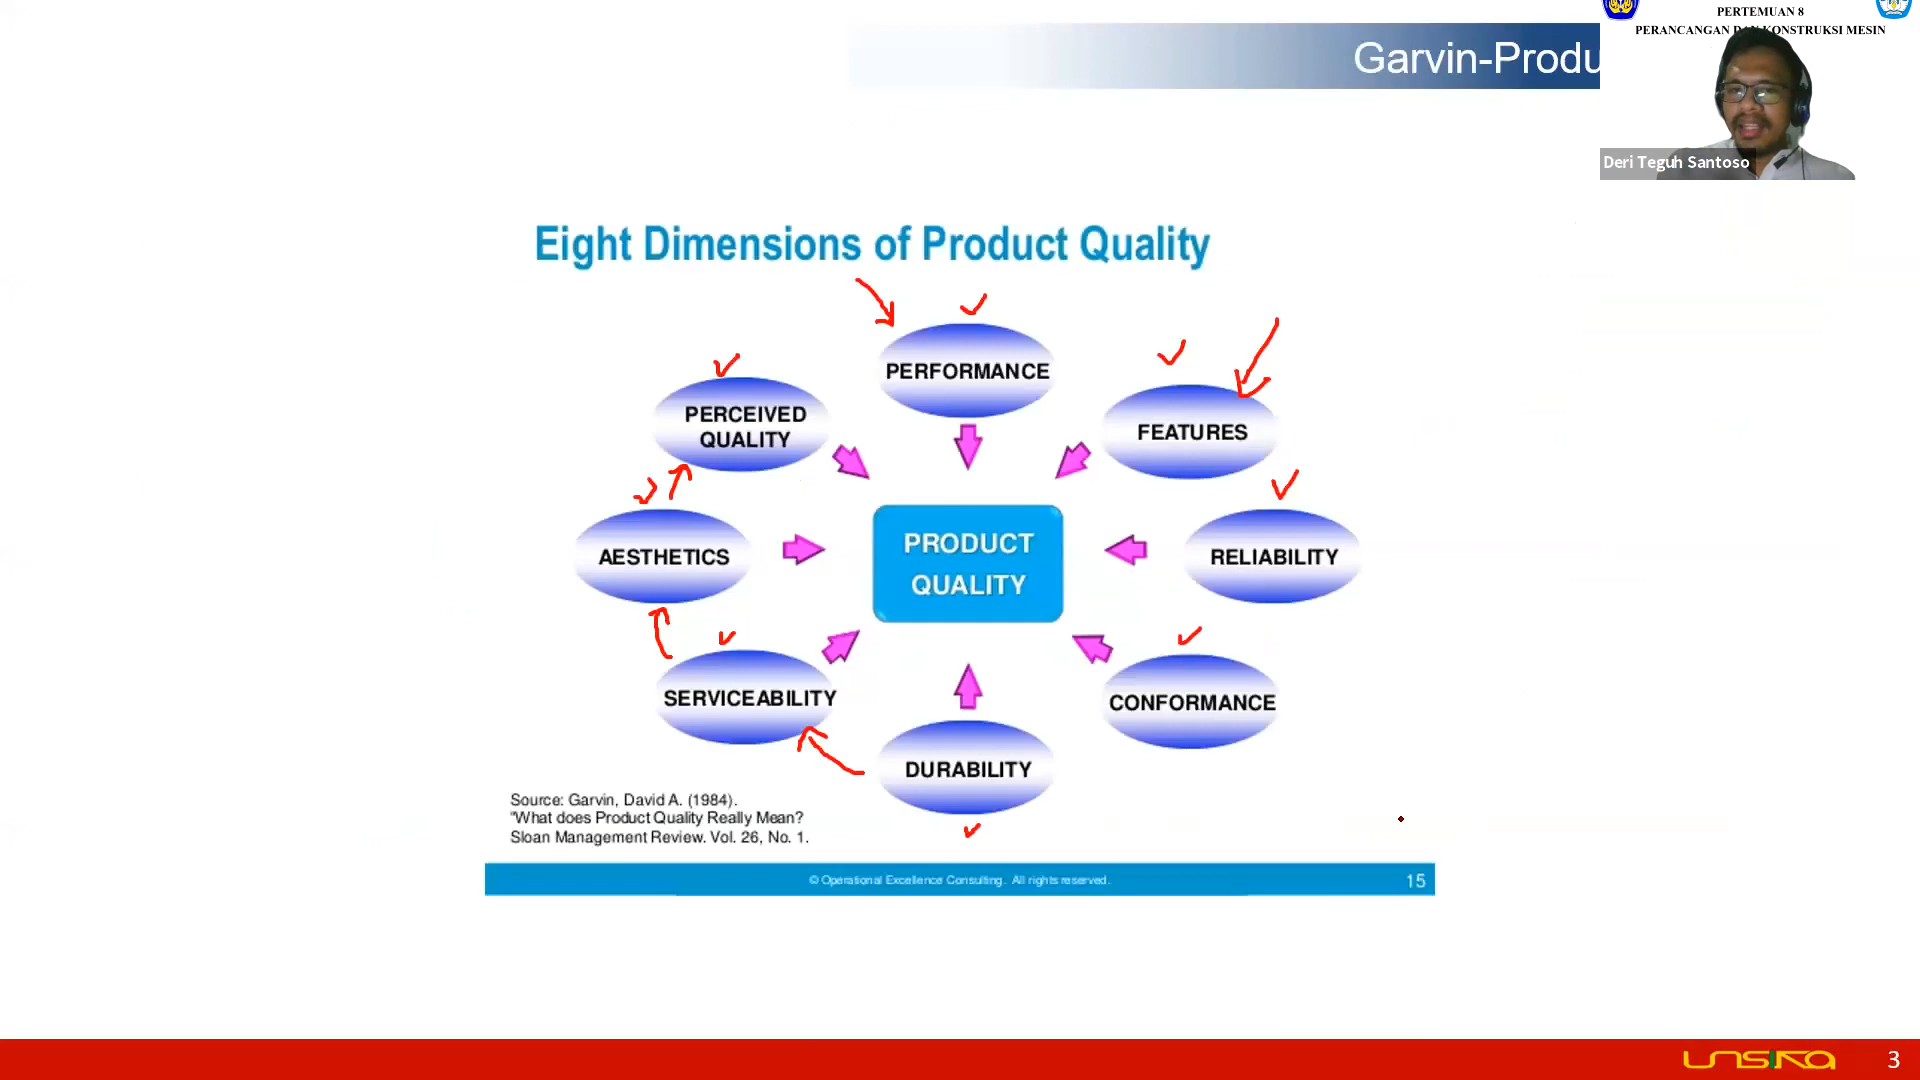 PERTEMUAN 8
PERANCANGAN DAN KONSTRUKSI MESIN
Garvin-Produ
Deri Teguh Santoso
Eight Dimensions of Product Quality
PERFORMANCE
FEATURES
PERCEIVED
QUALITY
AESTHETICS
PRODUCT
QUALITY
RELIABILITY
SERVICEABILITY
CONFORMANCE
DURABILITY
Source: Garvin, David A. (1984).
"What does Product Quality Really Mean?
Sloan Management Review. Vol. 26, No. 1.
© Operational Excellence Consulting. All rights reserved.
15
unsika
3